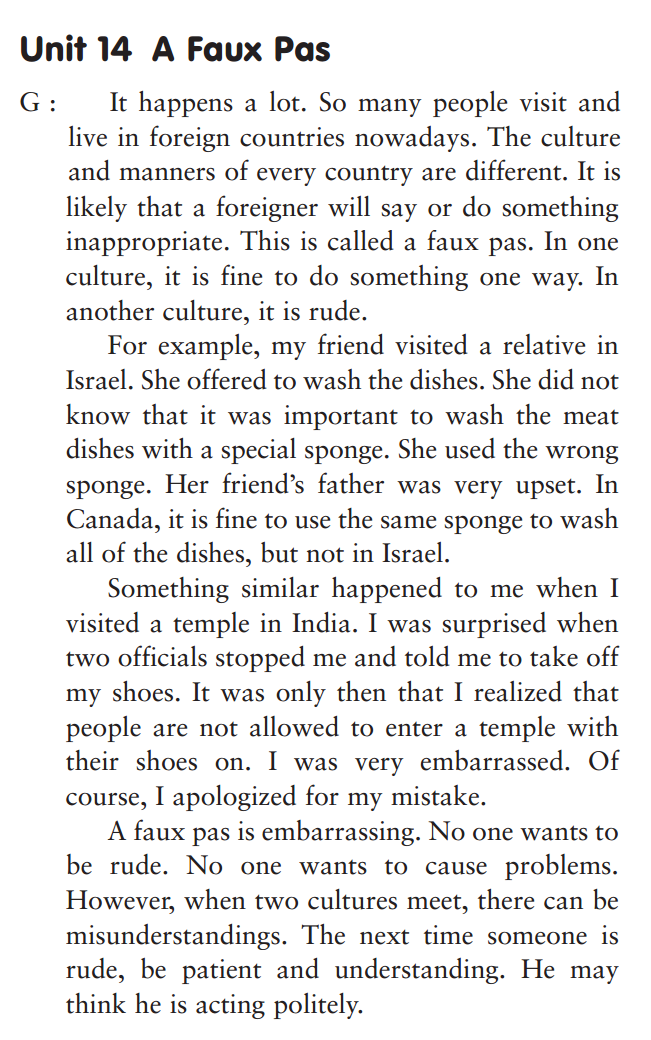 Unit 14 A Faux Pas
G : It happens a lot. So many people visit and
live in foreign countries nowadays. The culture
and manners of every country are different. It is
likely that a foreigner will say or do something
inappropriate. This is called a faux pas. In one
culture, it is fine to do something one way. In
another culture, it is rude.
For example, my friend visited a relative in
Israel. She offered to wash the dishes. She did not
know that it was important to wash the meat
dishes with a special sponge. She used the wrong
sponge. Her friend’s father was very upset. In
Canada, it is fine to use the same sponge to wash
all of the dishes, but not in Israel.
Something similar happened to me when I
visited a temple in India. I was surprised when
two officials stopped me and told me to take off
my shoes. It was only then that I realized that
people are not allowed to enter a temple with
their shoes on. I was very embarrassed. Of
course, I apologized for my mistake.
A faux pas is embarrassing. No one wants to
be rude. No one wants to cause problems.
However, when two cultures meet, there can be
misunderstandings. The next time someone is
rude, be patient and understanding. He may
think he is acting politely.